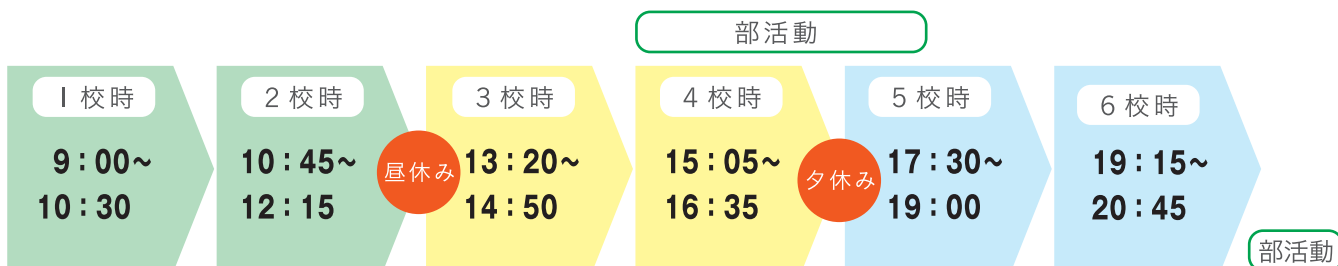 部活動
1校時
9：00~
10：30
2校時
10：45~
12：15
昼休み
3校時
13：20~
14：50
4校時
15：05~
16：35
夕休み
5校時
17：30~
19：00
6校時
19：15~
20：45
部活動